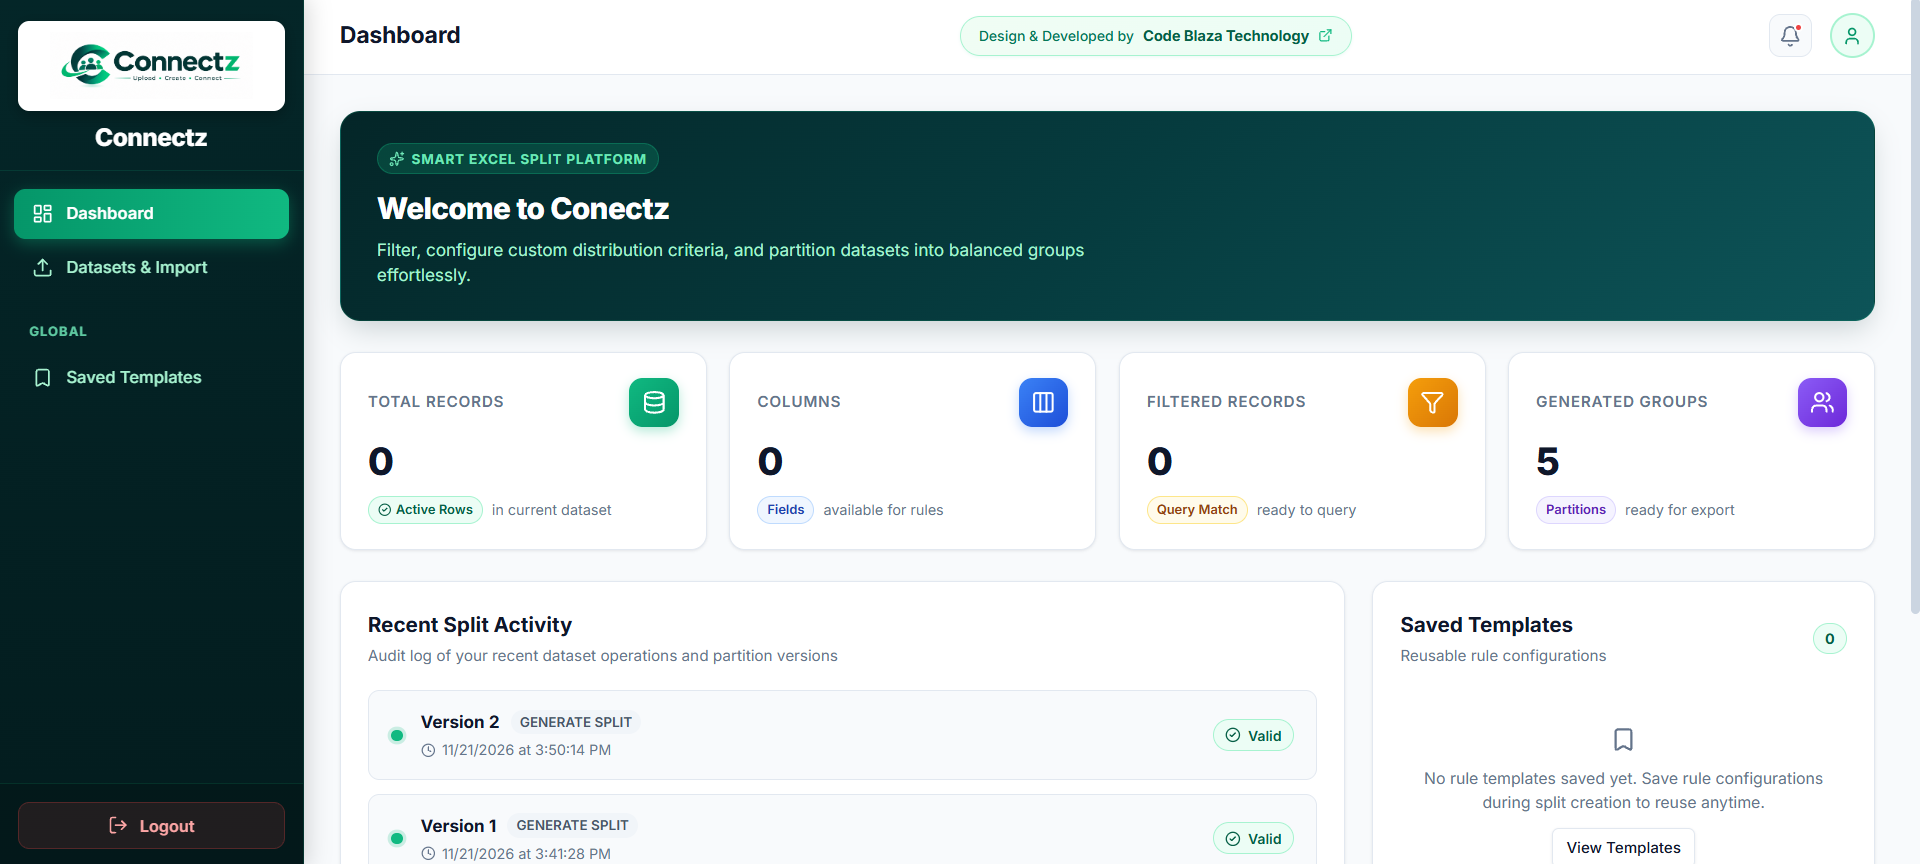 Connectz
Upload • Create • Connect
Connectz
Dashboard
Datasets & Import
GLOBAL
Saved Templates
Logout
Dashboard
Design & Developed by Code Blaza Technology
SMART EXCEL SPLIT PLATFORM
Welcome to Conectz
Filter, configure custom distribution criteria, and partition datasets into balanced groups
effortlessly.
TOTAL RECORDS
0
Active Rows in current dataset
COLUMNS
0
Fields available for rules
FILTERED RECORDS
0
Query Match ready to query
GENERATED GROUPS
5
Partitions ready for export
Recent Split Activity
Audit log of your recent dataset operations and partition versions
Version 2 GENERATE SPLIT
11/21/2026 at 3:50:14 PM
Valid
Version 1 GENERATE SPLIT
11/21/2026 at 3:41:28 PM
Valid
Saved Templates
Reusable rule configurations
0
No rule templates saved yet. Save rule configurations
during split creation to reuse anytime.
View Templates